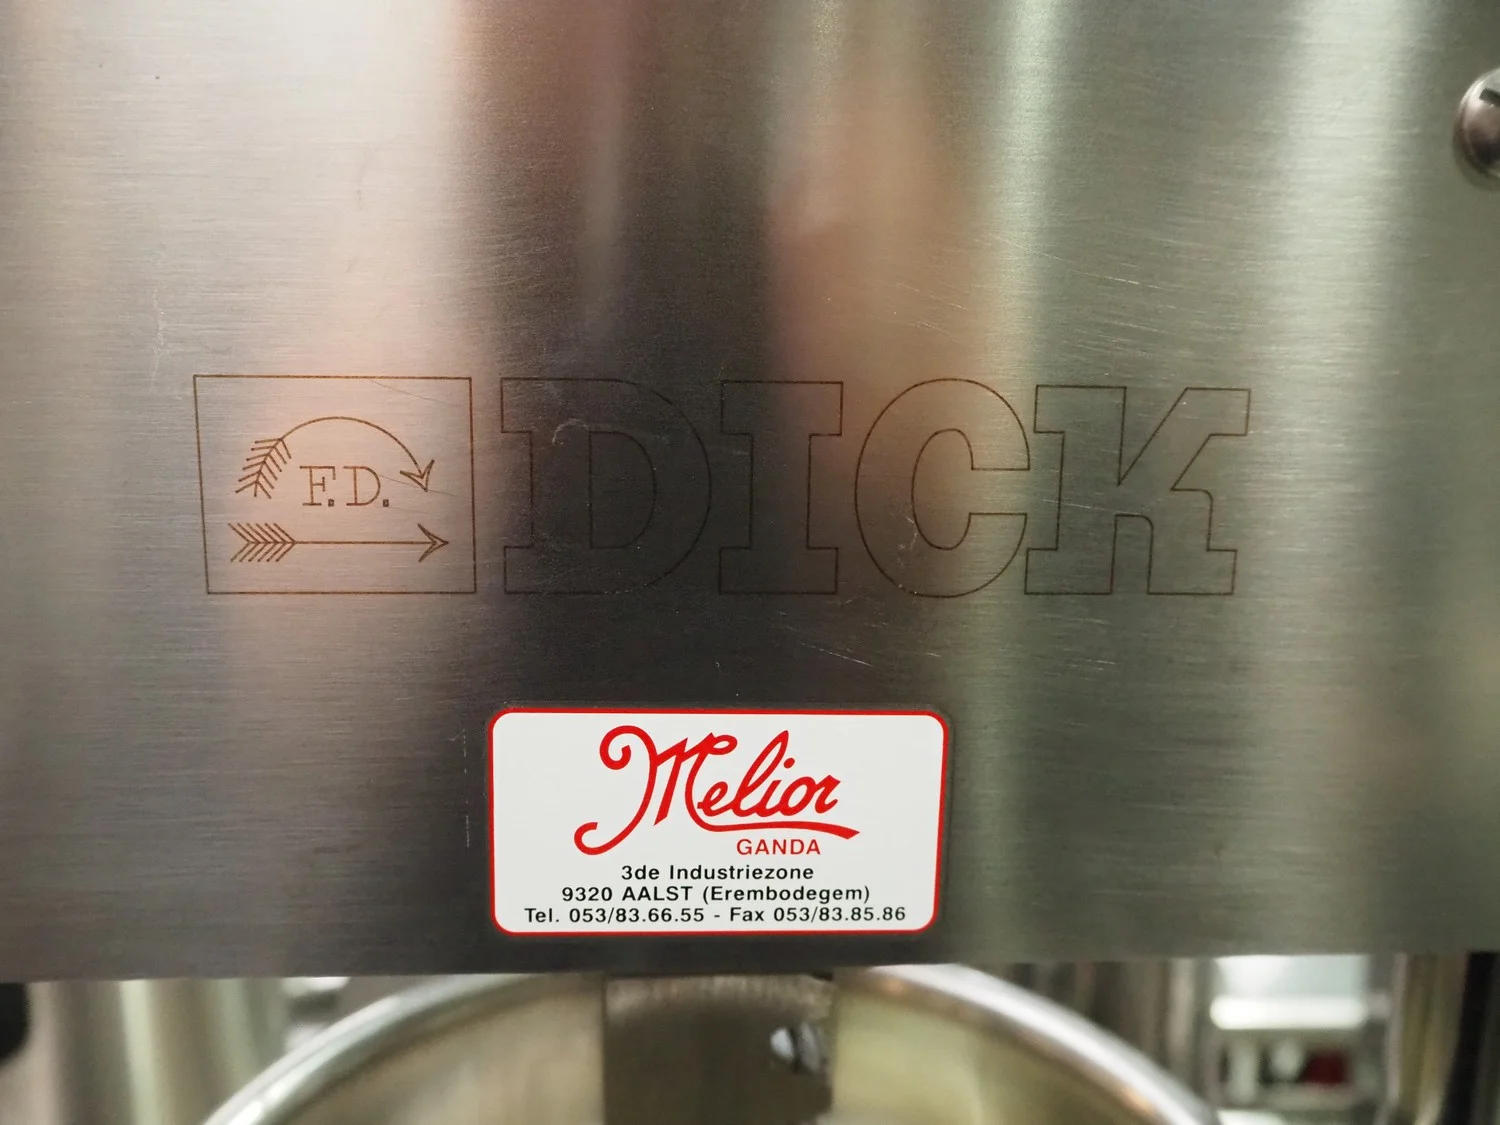 F.D. DICK
Melior
GANDA
3de Industriezone
9320 AALST (Erembodegem)
Tel. 053/83.66.55 - Fax 053/83.85.86